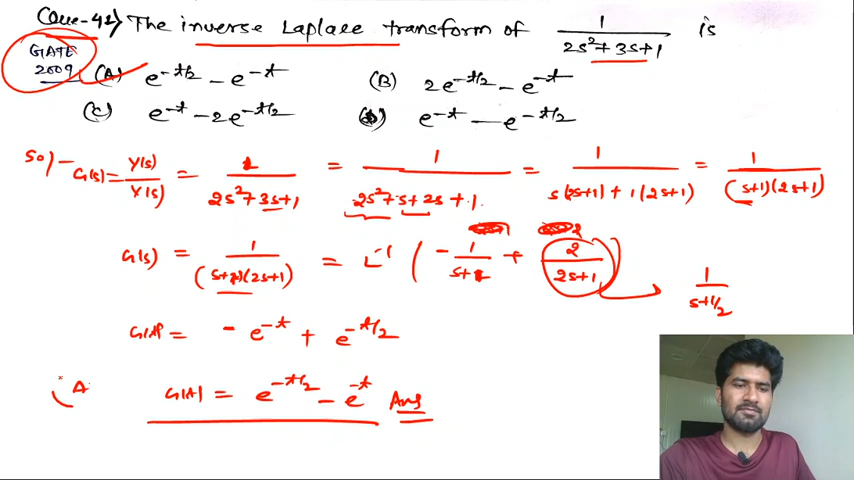 (Que-42) The inverse Laplace transform of 1/(2s²+3s+1) is
GATE 2009
(A) e^(-t/2) - e^(-t) (B) 2e^(-t/2) - e^(-t)
(C) e^(-t) - 2e^(-t/2) (D) e^(-t) - e^(-t/2)
Sol- G(s) = Y(s)/X(s) = 1/(2s²+3s+1) = 1/(2s²+s+2s+1) = 1/(s(2s+1)+1(2s+1)) = 1/((s+1)(2s+1))
G(s) = 1/((s+1)(2s+1)) = L^(-1) ( -1/(s+1) + 2/(2s+1) ) 1/(s+1/2)
G(t) = -e^(-t) + e^(-t/2)
(A G(t) = e^(-t/2) - e^(-t) Ans